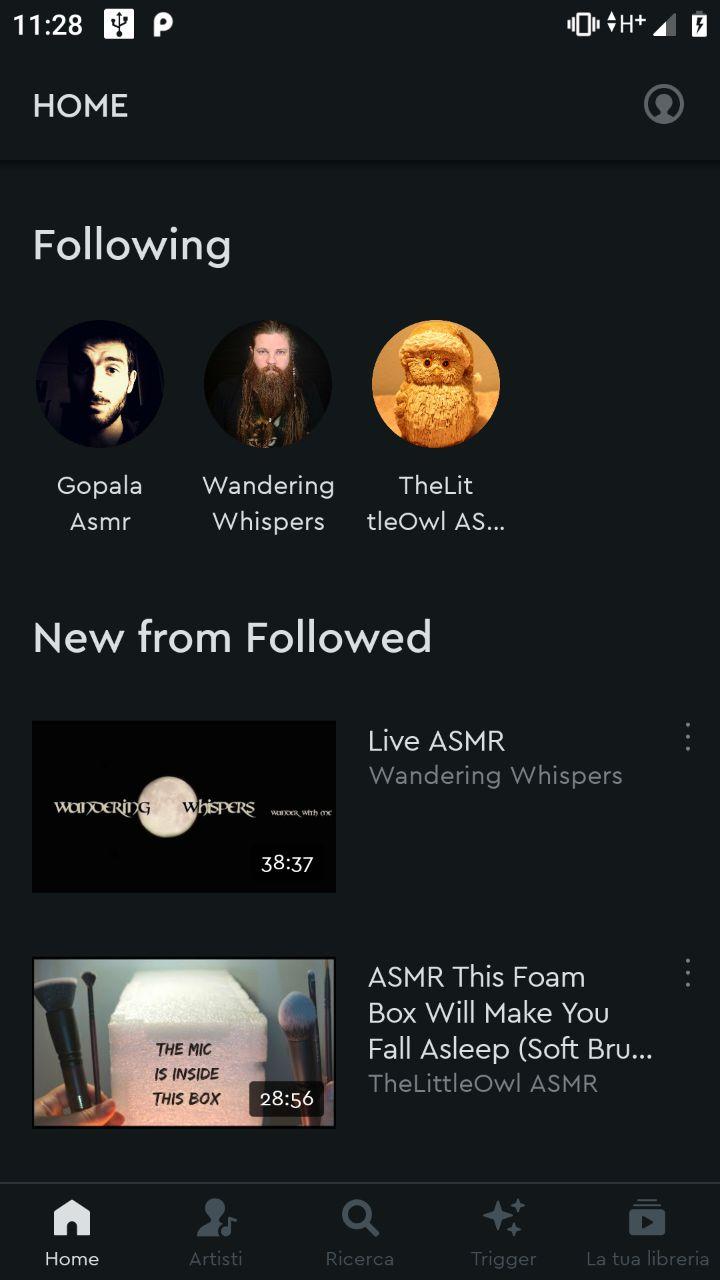 11:28
H+
HOME
Following
Gopala
Asmr
Wandering
Whispers
TheLit
tleOwl AS...
New from Followed
WANDERING WHISPERS WANDER WITH ME
38:37
Live ASMR
Wandering Whispers
THE MIC
IS INSIDE
THIS BOX
28:56
ASMR This Foam
Box Will Make You
Fall Asleep (Soft Bru...
TheLittleOwl ASMR
Home
Artisti
Ricerca
Trigger
La tua libreria